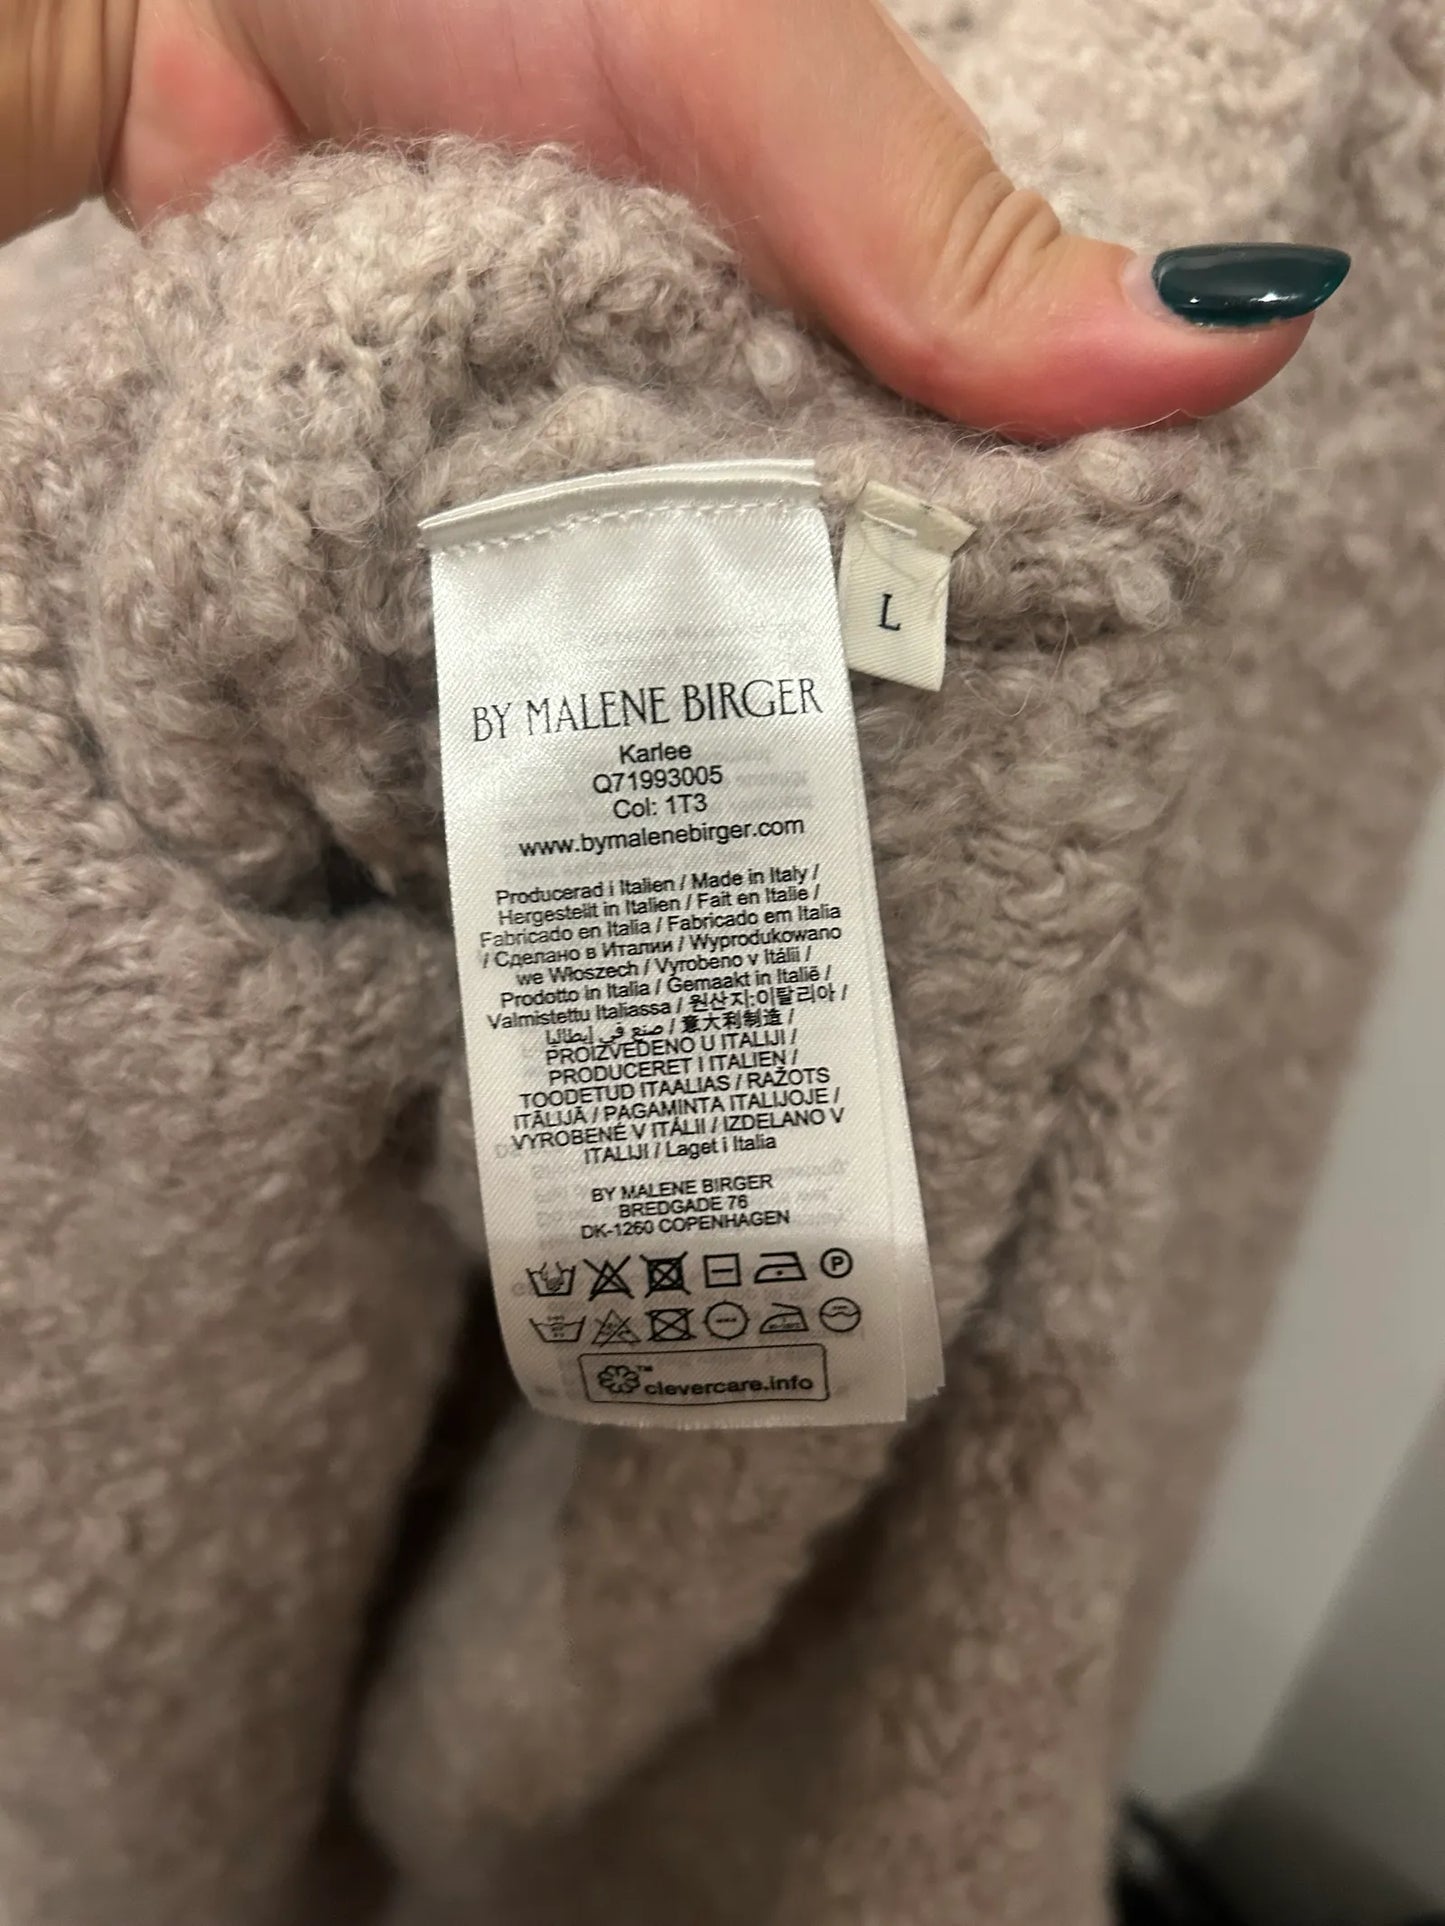 L
BY MALENE BIRGER
Karlee
Q71993005
Col: 1T3
www.bymalenebirger.com
Producerad i Italien / Made in Italy /
Hergestellt in Italien / Fait en Italie /
Fabricado en Italia / Fabricado em Italia
/ Сделано в Италии / Wyprodukowano
we Włoszech / Vyrobeno v Itálii /
Prodotto in Italia / Gemaakt in Italië /
Valmistettu Italiassa / 원산지:이탈리아 /
صنع في إيطاليا / 意大利制造 /
PROIZVEDENO U ITALIJI /
PRODUCERET I ITALIEN /
TOODETUD ITAALIAS / RAŽOTS
ITĀLIJĀ / PAGAMINTA ITALIJOJE /
VYROBENÉ V ITÁLII / IZDELANO V
ITALIJI / Laget i Italia
BY MALENE BIRGER
BREDGADE 76
DK-1260 COPENHAGEN
P
clevercare.info